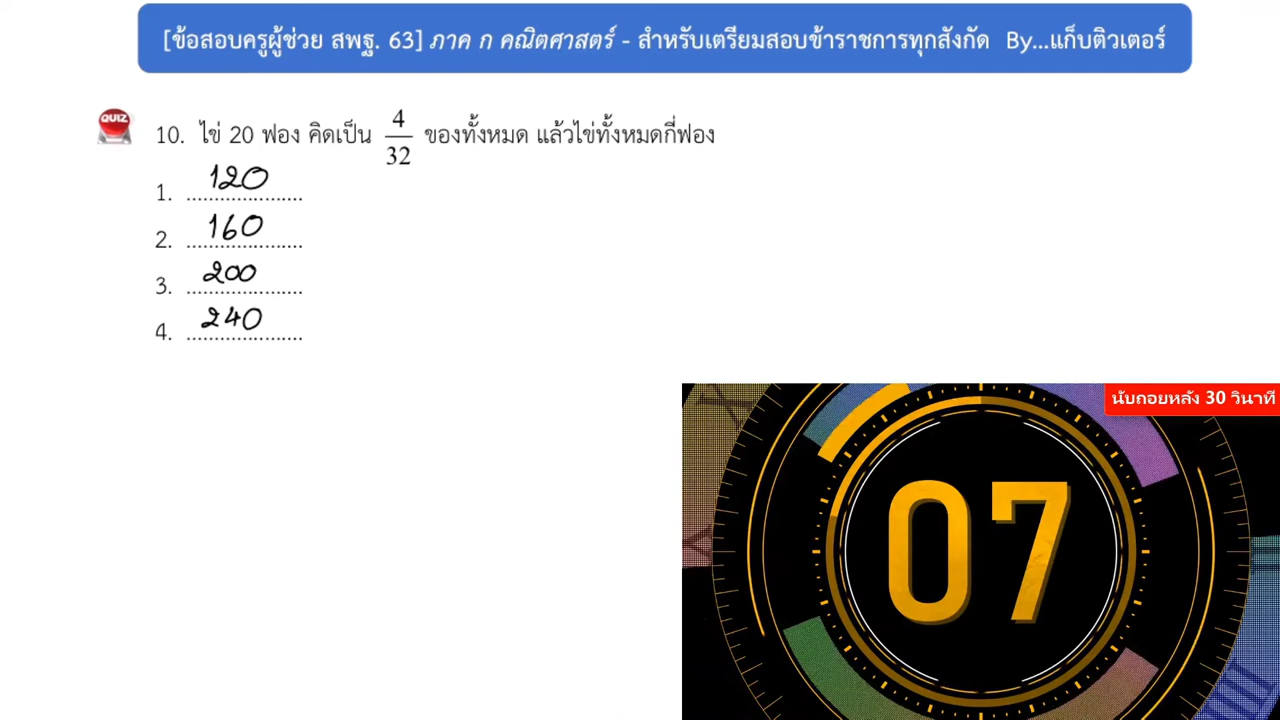 [ข้อสอบครูผู้ช่วย สพฐ. 63] ภาค ก คณิตศาสตร์ - สำหรับเตรียมสอบข้าราชการทุกสังกัด By...แก็บติวเตอร์
QUIZ
10. ไข่ 20 ฟอง คิดเป็น 4/32 ของทั้งหมด แล้วไข่ทั้งหมดกี่ฟอง
1. 120
2. 160
3. 200
4. 240
นับถอยหลัง 30 วินาที
07